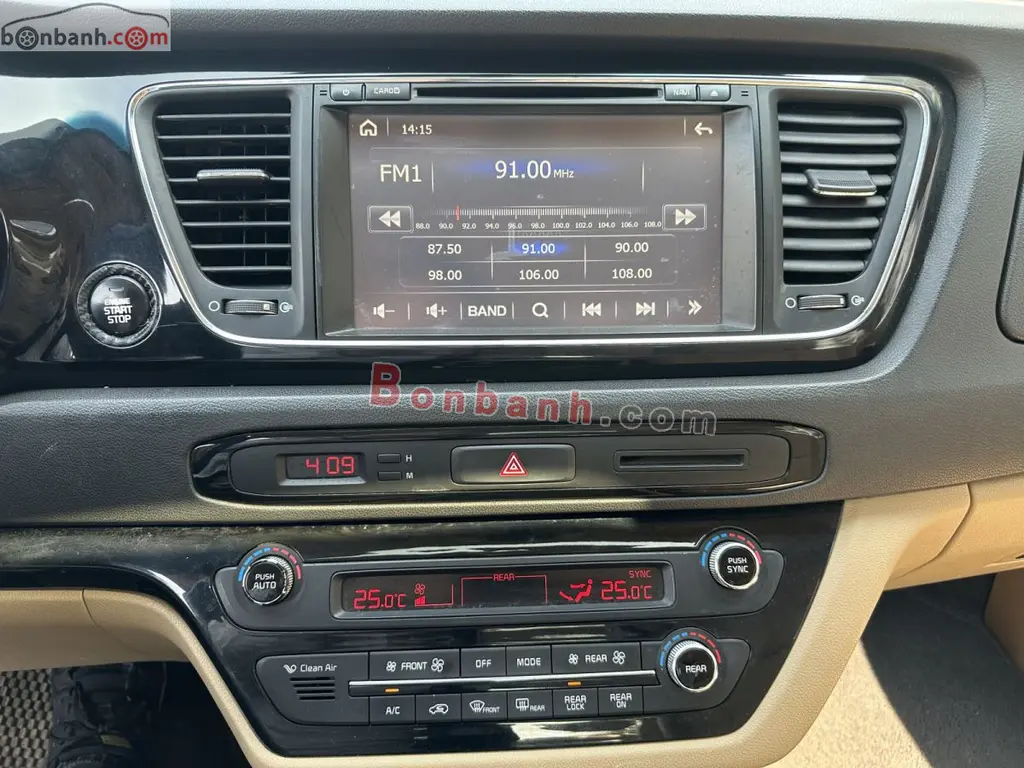 bonbanh.com
CARD
NAVI
14:15
FM1
91.00 MHz
88.0 90.0 92.0 94.0 96.0 98.0 100.0 102.0 104.0 106.0 108.0
87.50 91.00 90.00
98.00 106.00 108.00
BAND
ENGINE
START
STOP
Bonbanh.com
4:09
H
M
PUSH
AUTO
25.0°C
REAR
SYNC
25.0°C
PUSH
SYNC
Clean Air
FRONT
OFF
MODE
REAR
REAR
A/C
FRONT
REAR
REAR
LOCK
REAR
ON